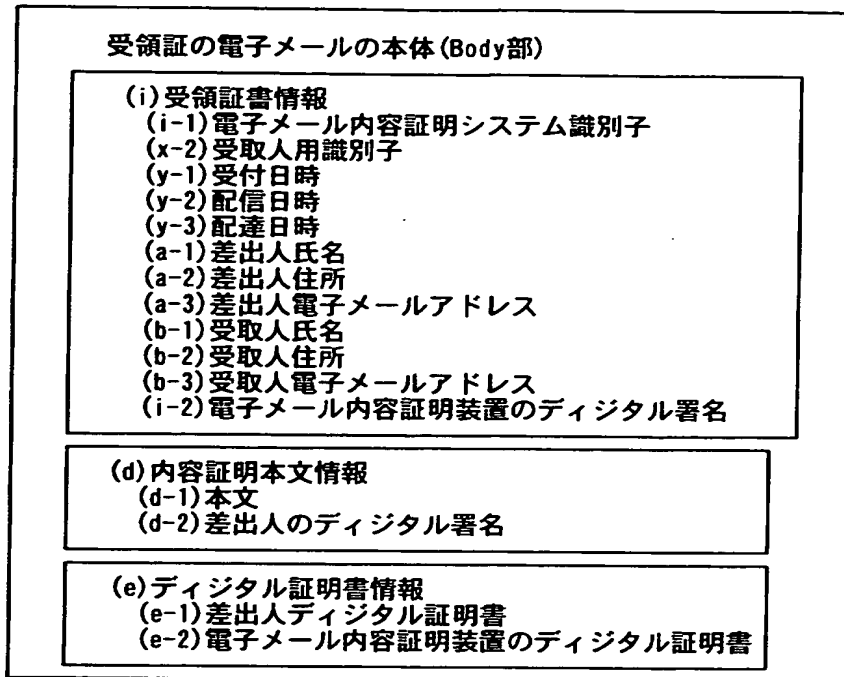 受領証の電子メールの本体(Body部)
(i)受領証書情報
(i-1)電子メール内容証明システム識別子
(x-2)受取人用識別子
(y-1)受付日時
(y-2)配信日時
(y-3)配達日時
(a-1)差出人氏名
(a-2)差出人住所
(a-3)差出人電子メールアドレス
(b-1)受取人氏名
(b-2)受取人住所
(b-3)受取人電子メールアドレス
(i-2)電子メール内容証明装置のディジタル署名
(d)内容証明本文情報
(d-1)本文
(d-2)差出人のディジタル署名
(e)ディジタル証明書情報
(e-1)差出人ディジタル証明書
(e-2)電子メール内容証明装置のディジタル証明書